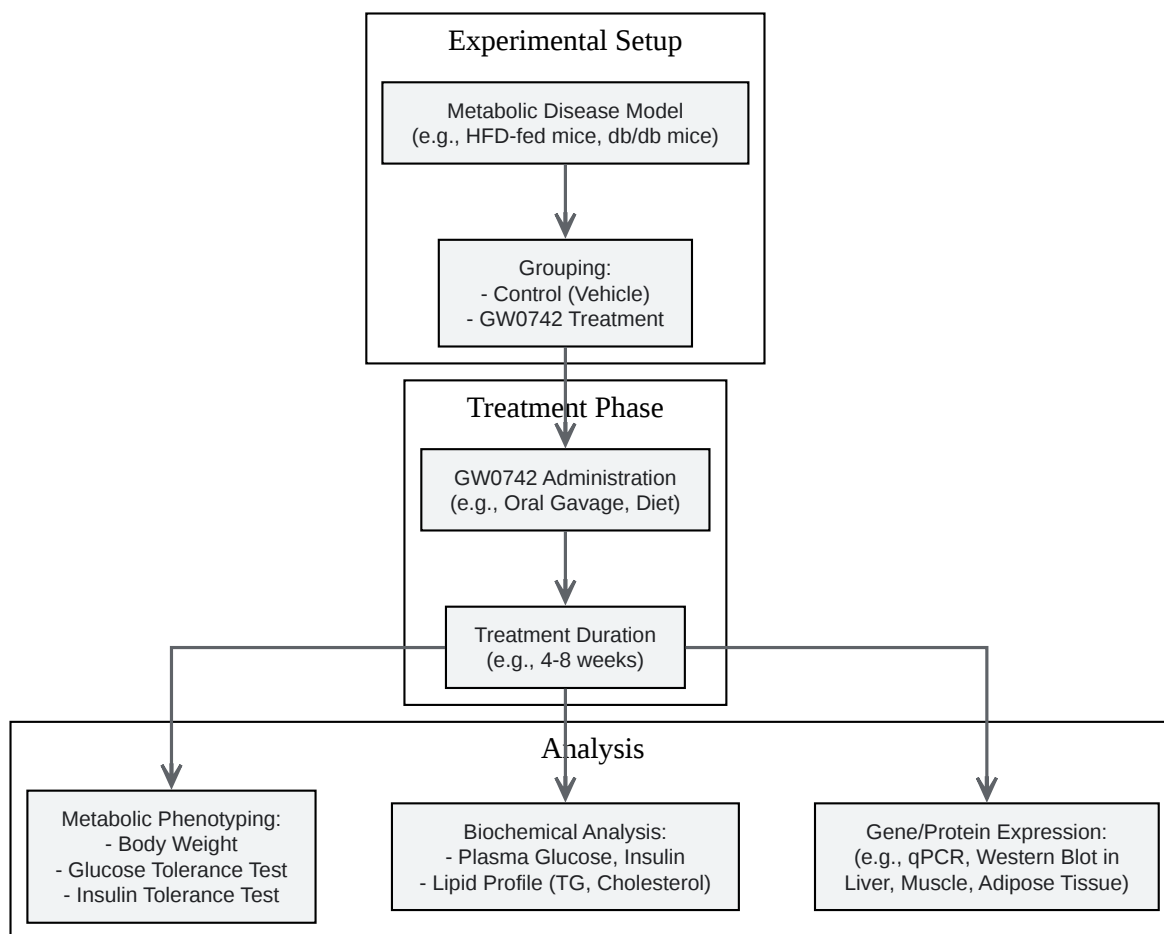 Experimental Setup
Metabolic Disease Model
(e.g., HFD-fed mice, db/db mice)
Grouping:
- Control (Vehicle)
- GW0742 Treatment
Treatment Phase
GW0742 Administration
(e.g., Oral Gavage, Diet)
Treatment Duration
(e.g., 4-8 weeks)
Analysis
Metabolic Phenotyping:
- Body Weight
- Glucose Tolerance Test
- Insulin Tolerance Test
Biochemical Analysis:
- Plasma Glucose, Insulin
- Lipid Profile (TG, Cholesterol)
Gene/Protein Expression:
(e.g., qPCR, Western Blot in
Liver, Muscle, Adipose Tissue)